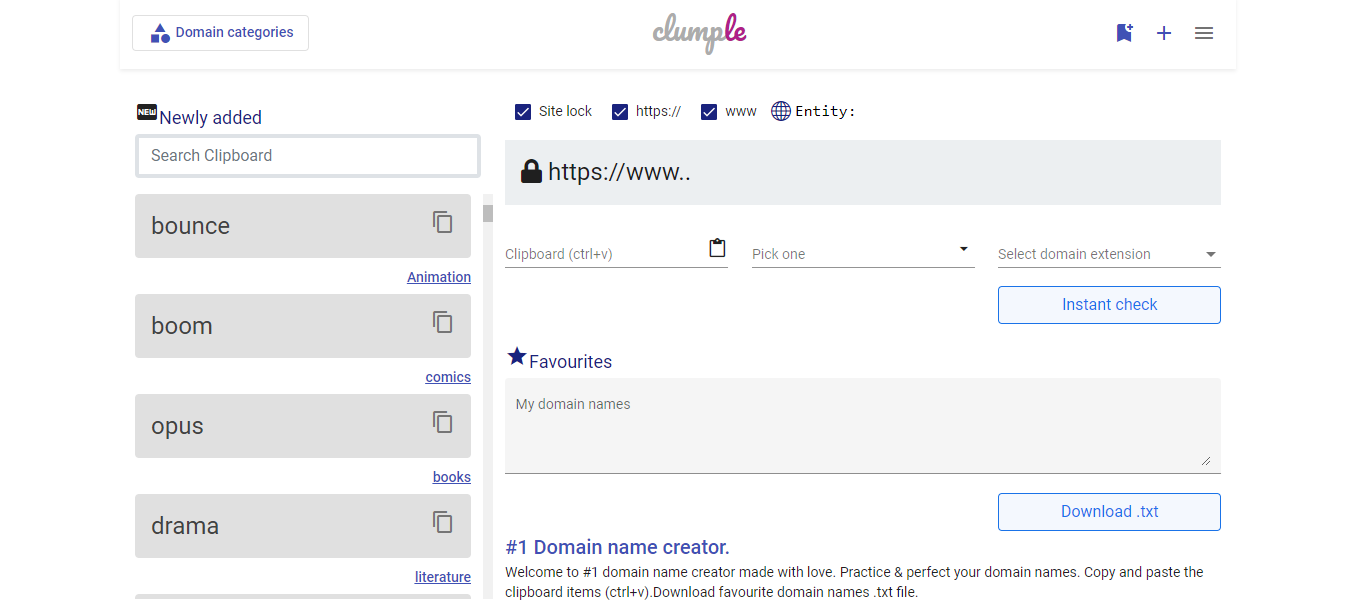 Domain categories
clumple
NEW Newly added
Search Clipboard
bounce
Animation
boom
comics
opus
books
drama
literature
Site lock https:// www Entity:
https://www..
Clipboard (ctrl+v) Pick one Select domain extension
Instant check
Favourites
My domain names
Download .txt
#1 Domain name creator.
Welcome to #1 domain name creator made with love. Practice & perfect your domain names. Copy and paste the
clipboard items (ctrl+v).Download favourite domain names .txt file.